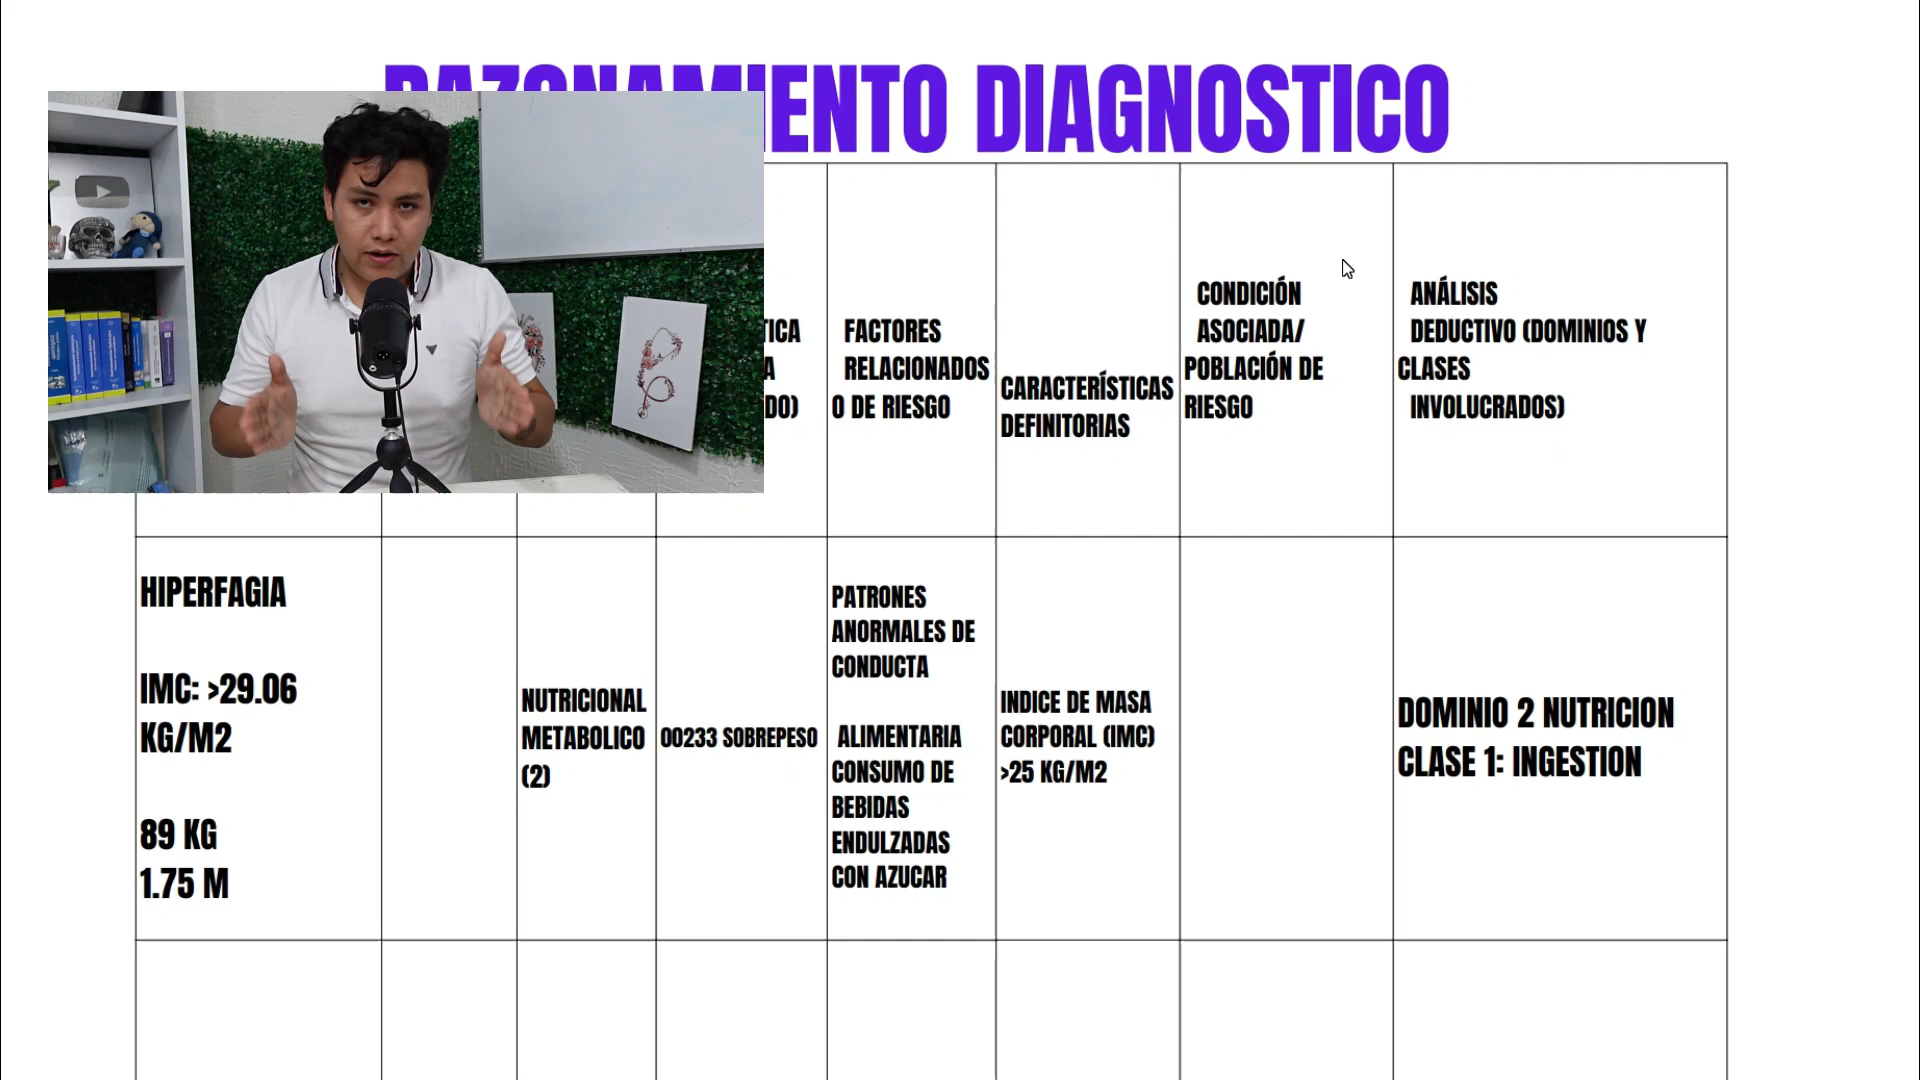 RAZONAMIENTO DIAGNOSTICO
TICA
A
DO)
FACTORES
RELACIONADOS
O DE RIESGO
CARACTERÍSTICAS
DEFINITORIAS
CONDICIÓN
ASOCIADA/
POBLACIÓN DE
RIESGO
ANÁLISIS
DEDUCTIVO (DOMINIOS Y
CLASES
INVOLUCRADOS)
HIPERFAGIA
IMC: >29.06
KG/M2
89 KG
1.75 M
NUTRICIONAL
METABOLICO
(2)
00233 SOBREPESO
PATRONES
ANORMALES DE
CONDUCTA
ALIMENTARIA
CONSUMO DE
BEBIDAS
ENDULZADAS
CON AZUCAR
INDICE DE MASA
CORPORAL (IMC)
>25 KG/M2
DOMINIO 2 NUTRICION
CLASE 1: INGESTION